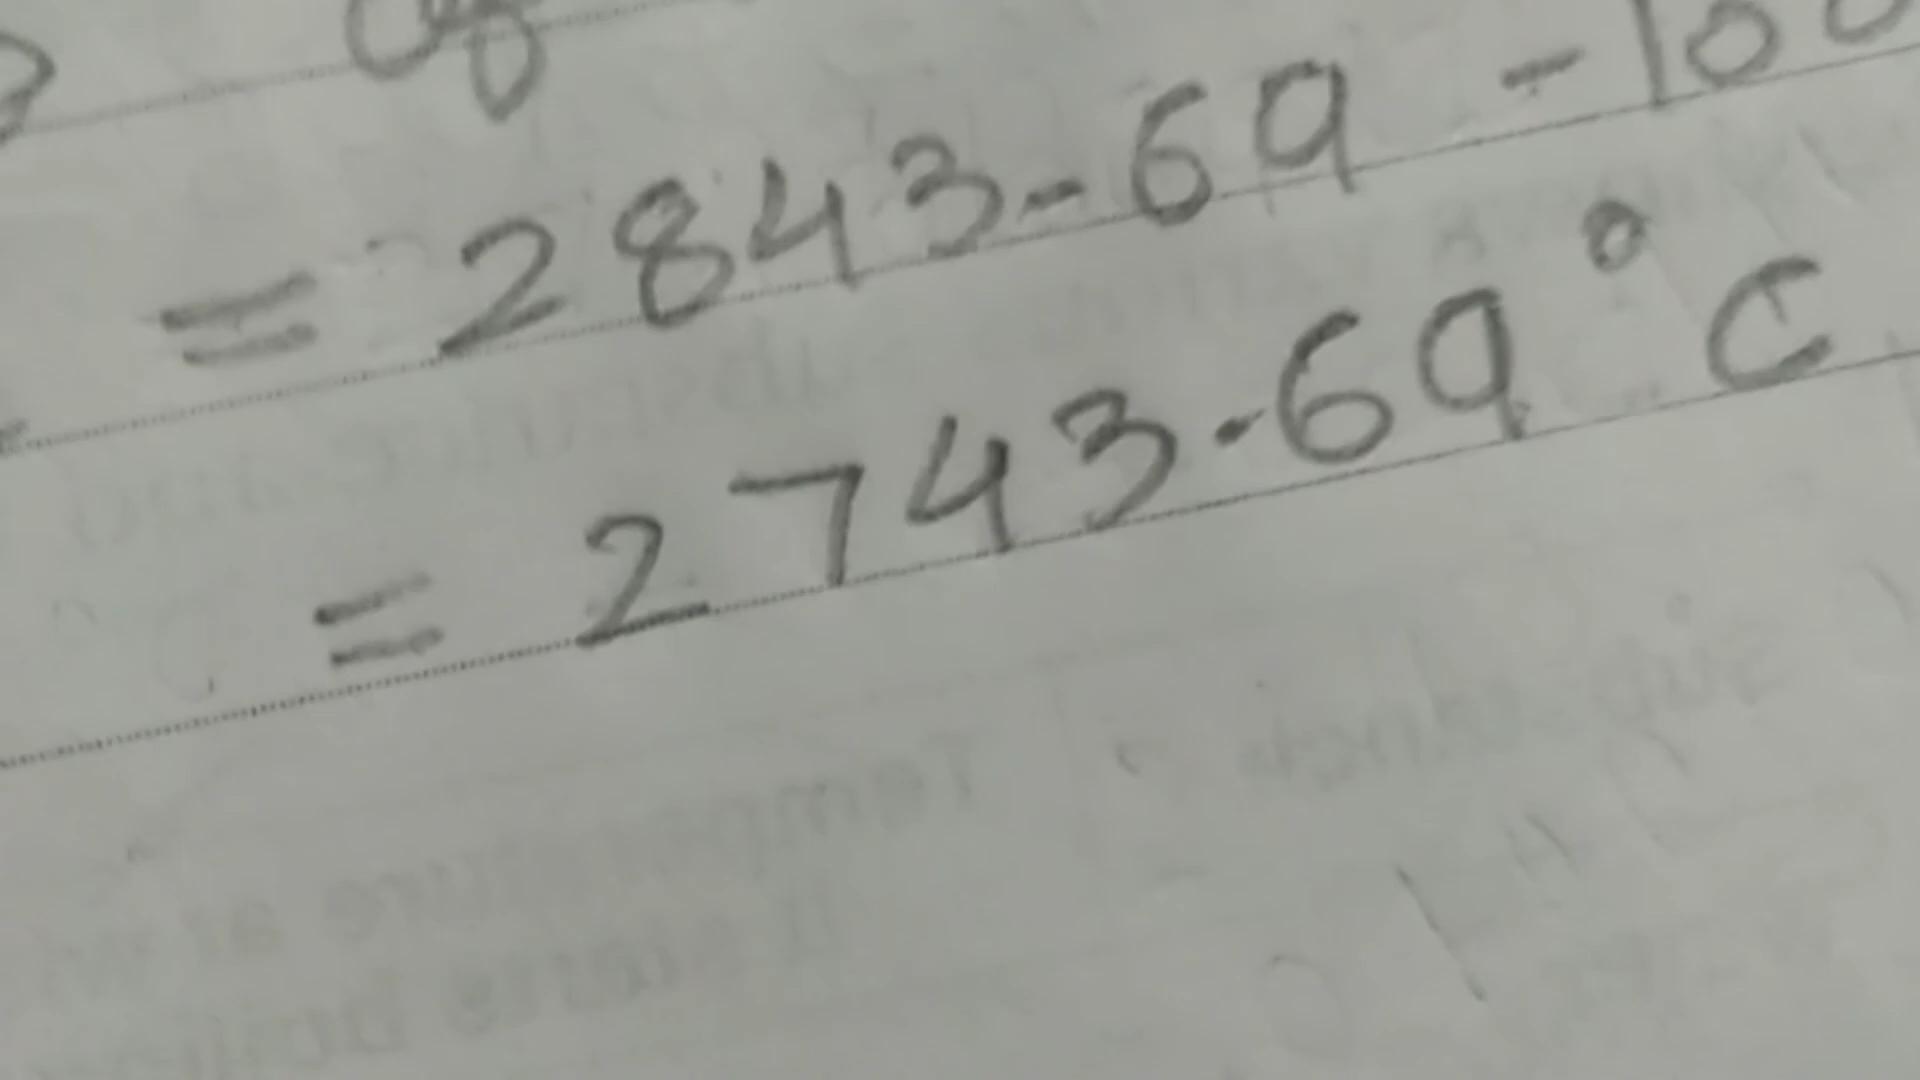 = 2843.69 - 100
= 2743.69 °C